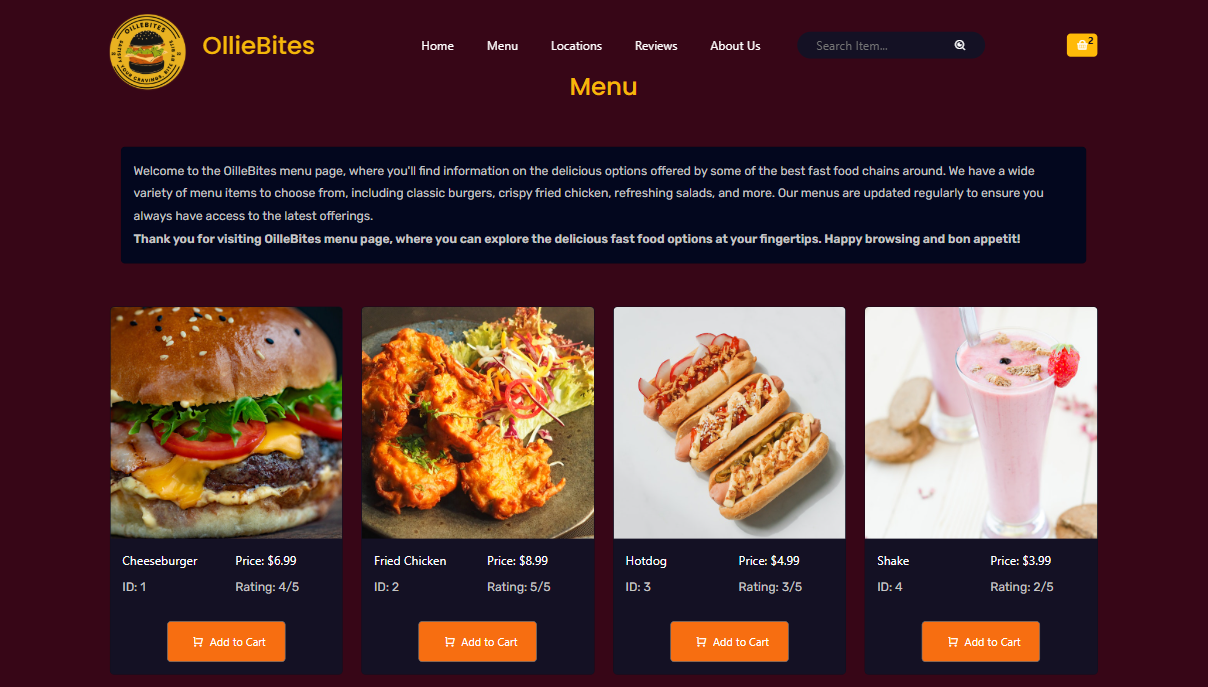 OILLEBITES
SATISFY YOUR CRAVINGS, BITE BY BITE
OllieBites
Home
Menu
Locations
Reviews
About Us
Search Item...
2
Menu
Welcome to the OilleBites menu page, where you'll find information on the delicious options offered by some of the best fast food chains around. We have a wide
variety of menu items to choose from, including classic burgers, crispy fried chicken, refreshing salads, and more. Our menus are updated regularly to ensure you
always have access to the latest offerings.
Thank you for visiting OilleBites menu page, where you can explore the delicious fast food options at your fingertips. Happy browsing and bon appetit!
Cheeseburger
Price: $6.99
ID: 1
Rating: 4/5
Add to Cart
Fried Chicken
Price: $8.99
ID: 2
Rating: 5/5
Add to Cart
Hotdog
Price: $4.99
ID: 3
Rating: 3/5
Add to Cart
Shake
Price: $3.99
ID: 4
Rating: 2/5
Add to Cart